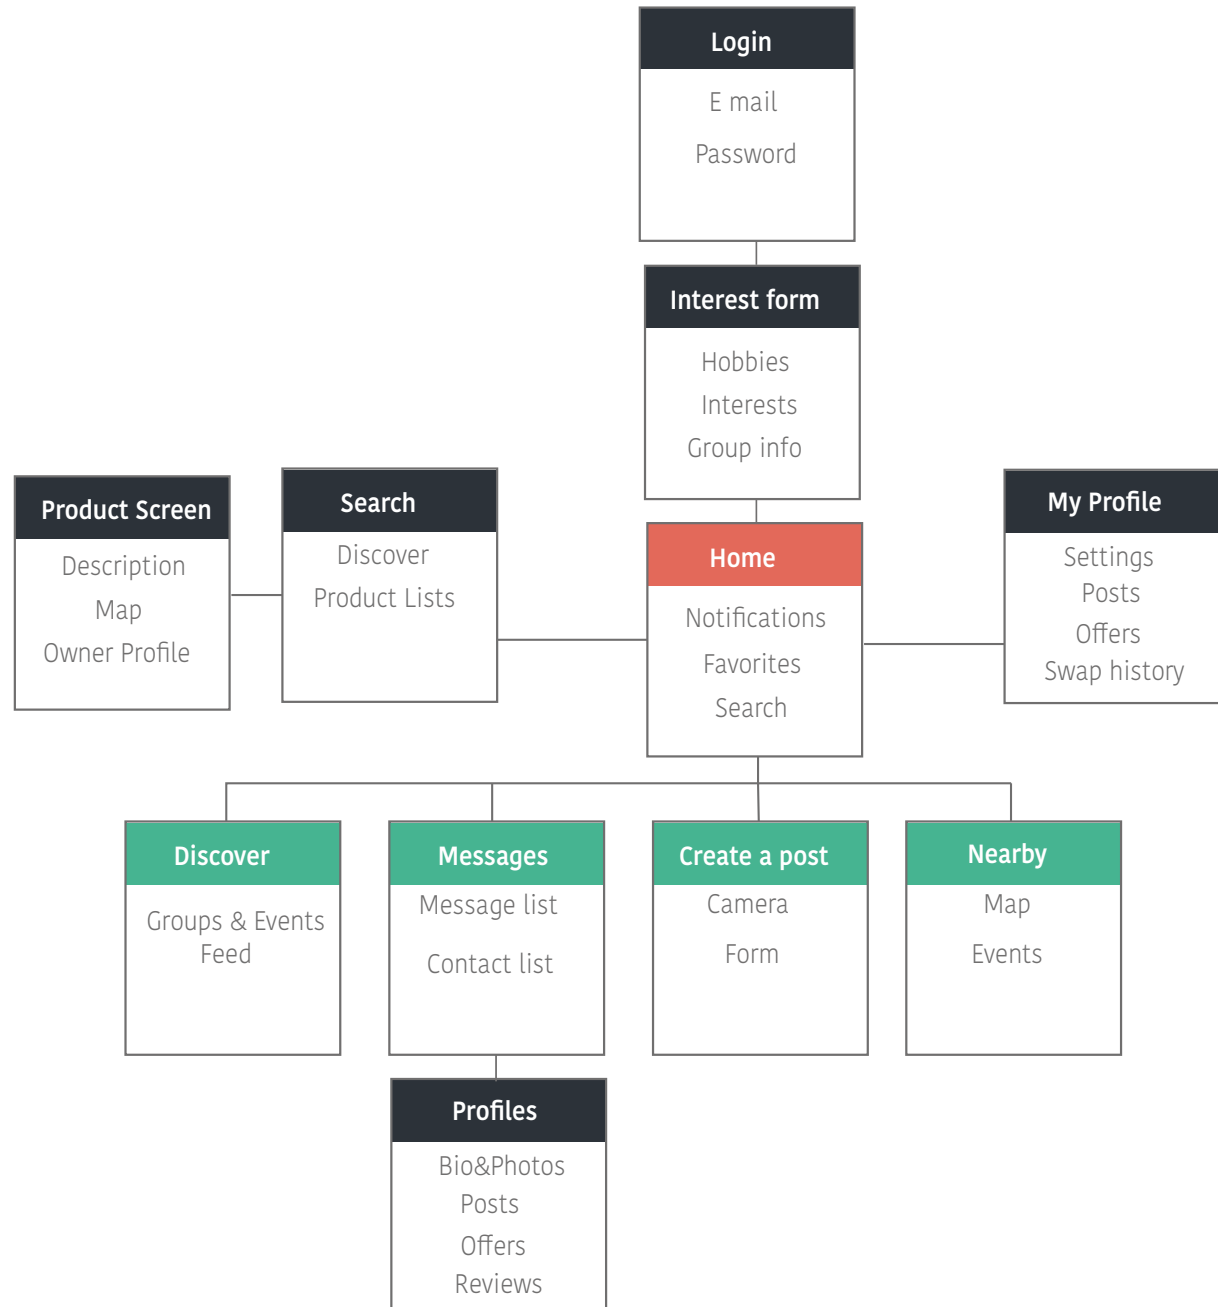 Login
E mail
Password
Interest form
Hobbies
Interests
Group info
Product Screen
Description
Map
Owner Profile
Search
Discover
Product Lists
Home
Notifications
Favorites
Search
My Profile
Settings
Posts
Offers
Swap history
Discover
Groups & Events
Feed
Messages
Message list
Contact list
Create a post
Camera
Form
Nearby
Map
Events
Profiles
Bio&Photos
Posts
Offers
Reviews